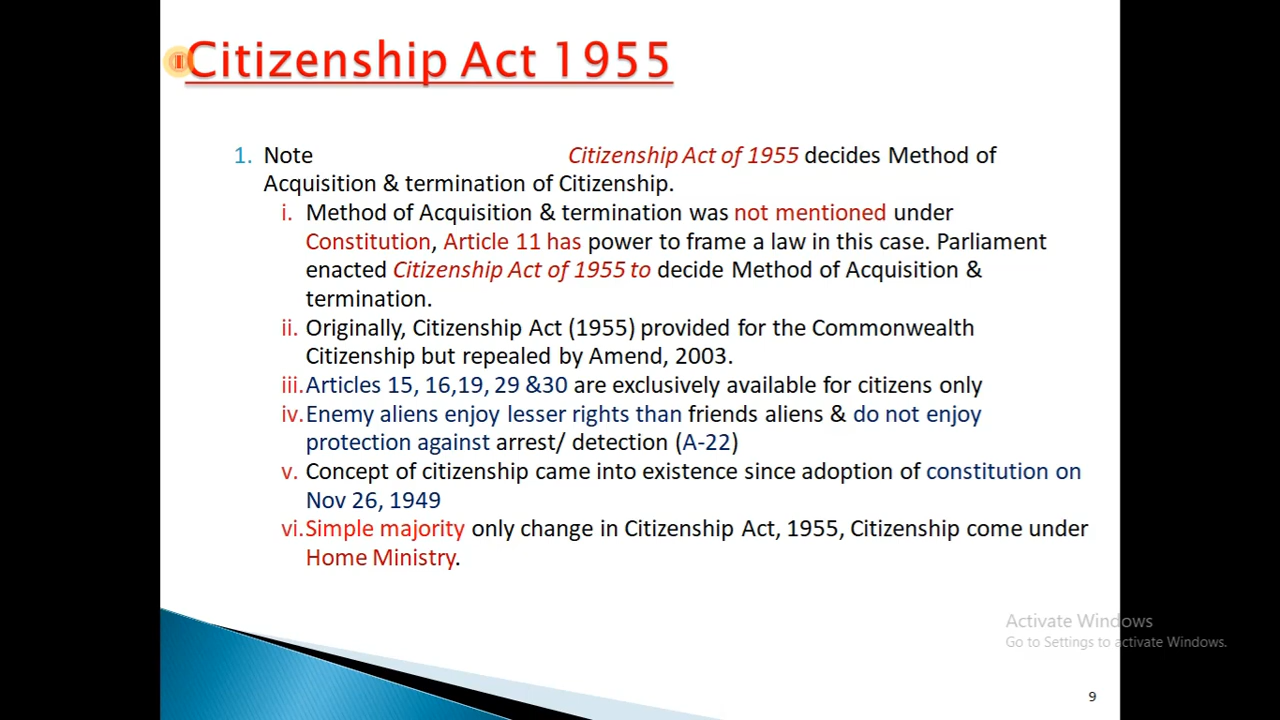 Citizenship Act 1955
1. Note Citizenship Act of 1955 decides Method of
Acquisition & termination of Citizenship.
i. Method of Acquisition & termination was not mentioned under
Constitution, Article 11 has power to frame a law in this case. Parliament
enacted Citizenship Act of 1955 to decide Method of Acquisition &
termination.
ii. Originally, Citizenship Act (1955) provided for the Commonwealth
Citizenship but repealed by Amend, 2003.
iii. Articles 15, 16,19, 29 &30 are exclusively available for citizens only
iv. Enemy aliens enjoy lesser rights than friends aliens & do not enjoy
protection against arrest/ detection (A-22)
v. Concept of citizenship came into existence since adoption of constitution on
Nov 26, 1949
vi. Simple majority only change in Citizenship Act, 1955, Citizenship come under
Home Ministry.
Activate Windows
Go to Settings to activate Windows.
9